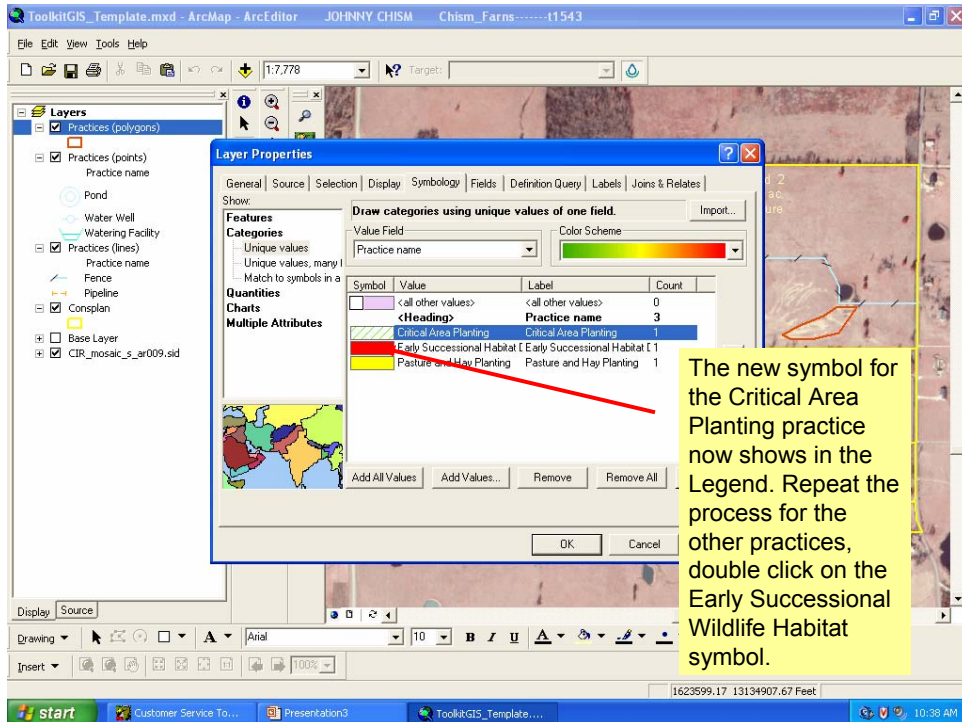 ToolkitGIS_Template.mxd - ArcMap - ArcEditor JOHNNY CHISM Chism_Farns-------t1543
File Edit View Tools Help
1:7,778 Target:
Layers
Practices (polygons)
Practices (points)
Practice name
Pond
Water Well
Watering Facility
Practices (lines)
Practice name
Fence
Pipeline
Consplan
Base Layer
CIR_mosaic_s_ar009.sid
Layer Properties
General Source Selection Display Symbology Fields Definition Query Labels Joins & Relates
Show:
Features
Categories
Unique values
Unique values, many
Match to symbols in a
Quantities
Charts
Multiple Attributes
Draw categories using unique values of one field.
Import...
Value Field
Practice name
Color Scheme
Symbol Value Label Count
<all other values> <all other values> 0
<Heading> Practice name 3
Critical Area Planting Critical Area Planting 1
Early Successional Habitat [ Early Successional Habitat [ 1
Pasture and Hay Planting Pasture and Hay Planting 1
Add All Values Add Values... Remove Remove All
OK Cancel
2
ac.
ure
The new symbol for
the Critical Area
Planting practice
now shows in the
Legend. Repeat the
process for the
other practices,
double click on the
Early Successional
Wildlife Habitat
symbol.
Display Source
Drawing A Arial 10 B I U A
Insert 100%
1623599.17 13134907.67 Feet
start Customer Service To... Presentation3 ToolkitGIS_Template.... 10:38 AM